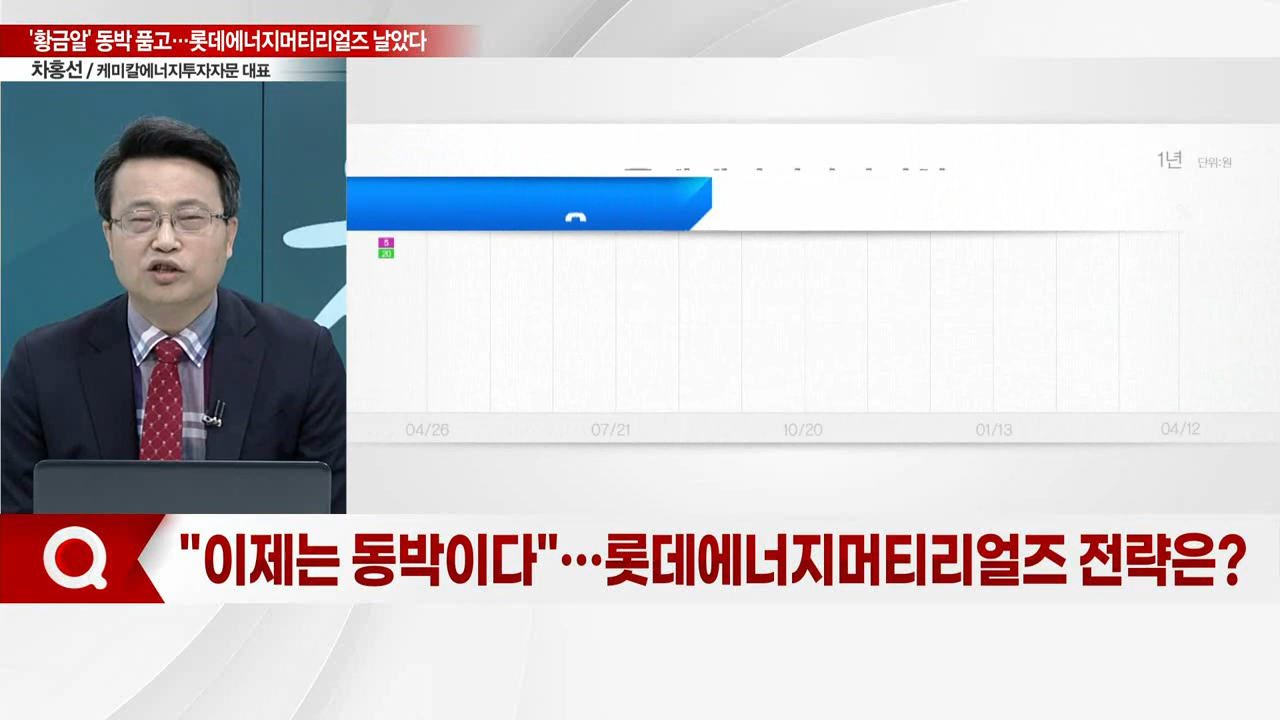 '황금알' 동박 품고…롯데에너지머티리얼즈 날았다
차홍선 / 케미칼에너지투자자문 대표
1년 단위:원
5
20
04/26 07/21 10/20 01/13 04/12
Q "이제는 동박이다"…롯데에너지머티리얼즈 전략은?